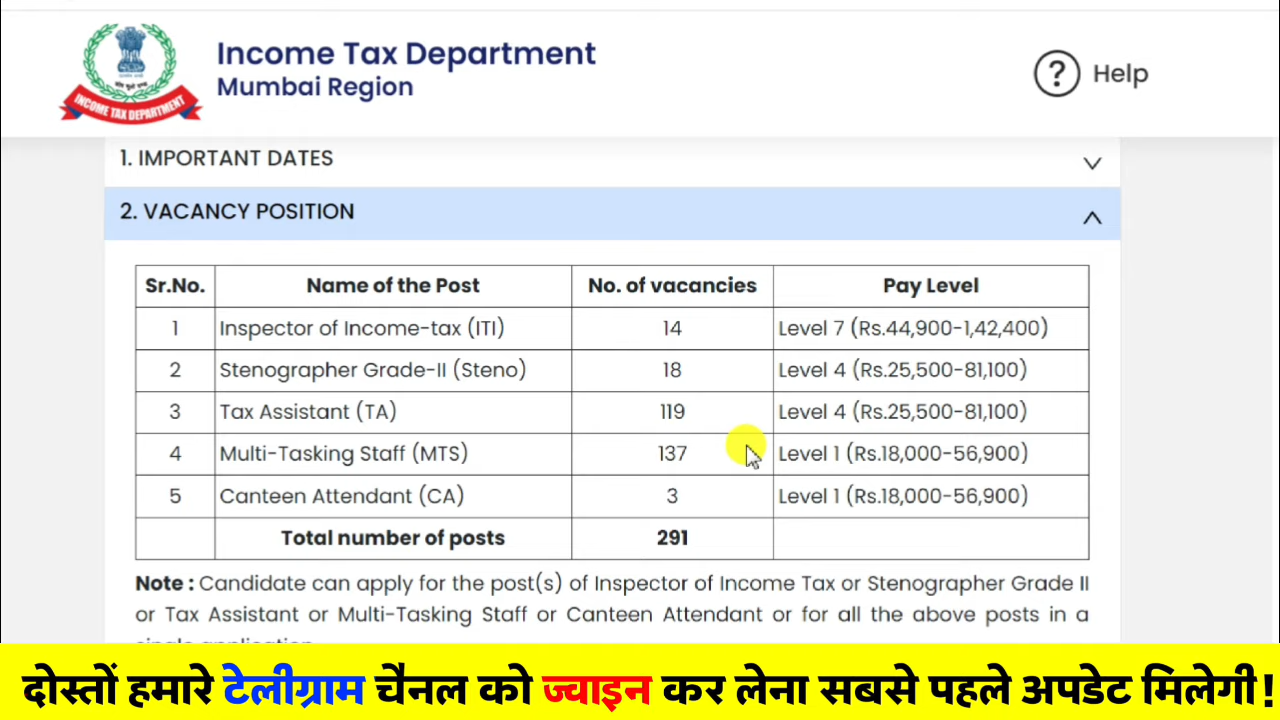 Income Tax Department
Mumbai Region
INCOME TAX DEPARTMENT
? Help
1. IMPORTANT DATES
2. VACANCY POSITION
Sr.No. Name of the Post No. of vacancies Pay Level
1 Inspector of Income-tax (ITI) 14 Level 7 (Rs.44,900-1,42,400)
2 Stenographer Grade-II (Steno) 18 Level 4 (Rs.25,500-81,100)
3 Tax Assistant (TA) 119 Level 4 (Rs.25,500-81,100)
4 Multi-Tasking Staff (MTS) 137 Level 1 (Rs.18,000-56,900)
5 Canteen Attendant (CA) 3 Level 1 (Rs.18,000-56,900)
Total number of posts 291
Note : Candidate can apply for the post(s) of Inspector of Income Tax or Stenographer Grade II
or Tax Assistant or Multi-Tasking Staff or Canteen Attendant or for all the above posts in a
दोस्तों हमारे टेलीग्राम चैनल को ज्वाइन कर लेना सबसे पहले अपडेट मिलेगी!